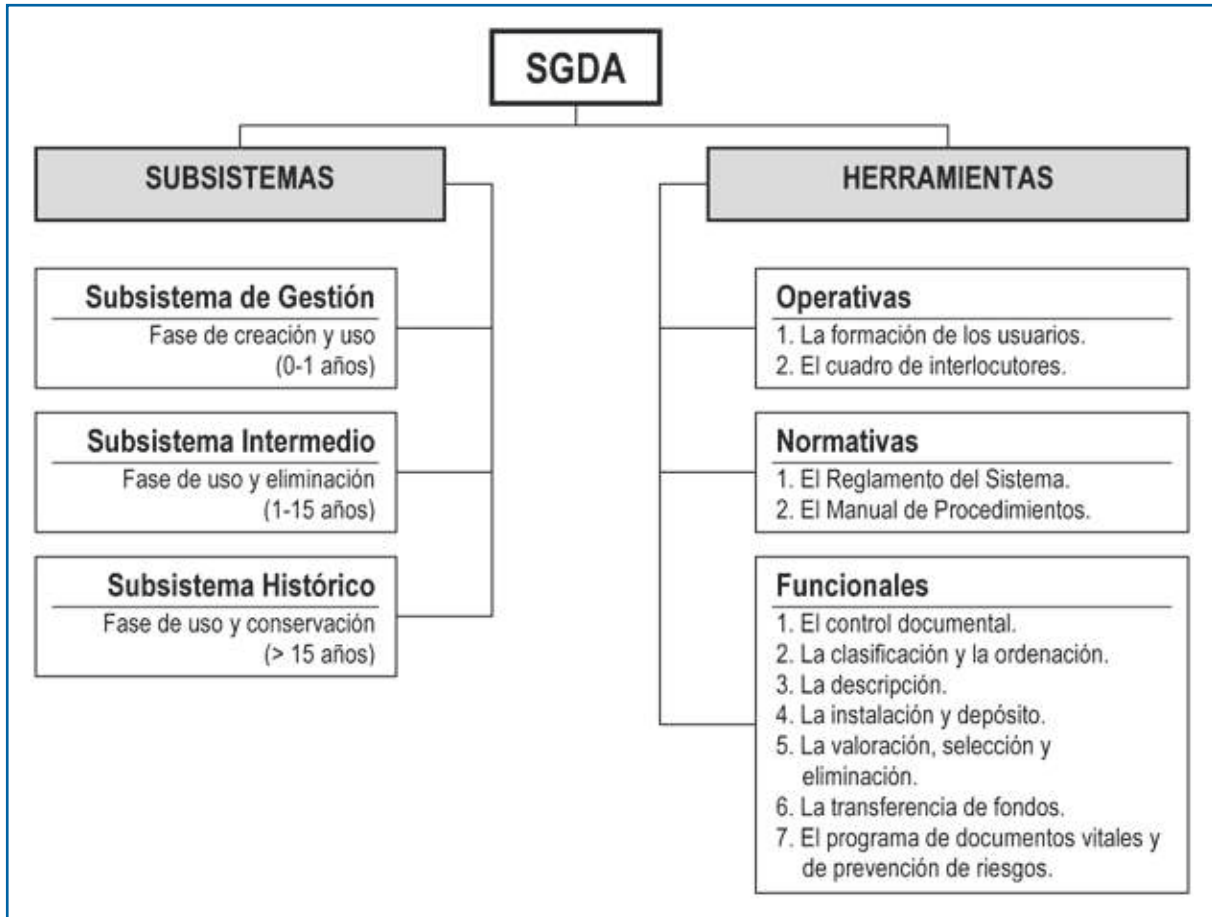 SGDA
SUBSISTEMAS
Subsistema de Gestión
Fase de creación y uso
(0-1 años)
Subsistema Intermedio
Fase de uso y eliminación
(1-15 años)
Subsistema Histórico
Fase de uso y conservación
(> 15 años)
HERRAMIENTAS
Operativas
1. La formación de los usuarios.
2. El cuadro de interlocutores.
Normativas
1. El Reglamento del Sistema.
2. El Manual de Procedimientos.
Funcionales
1. El control documental.
2. La clasificación y la ordenación.
3. La descripción.
4. La instalación y depósito.
5. La valoración, selección y
eliminación.
6. La transferencia de fondos.
7. El programa de documentos vitales y
de prevención de riesgos.